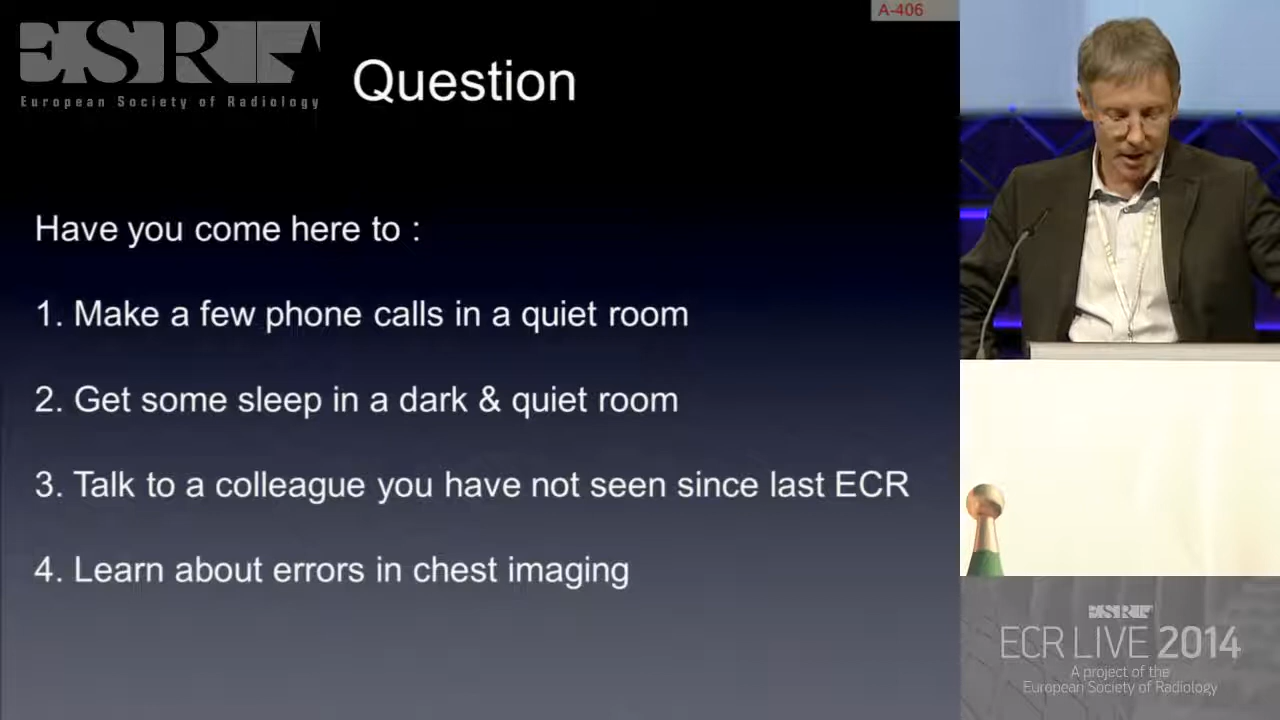 A-406
ESR
European Society of Radiology
Question
Have you come here to :
1. Make a few phone calls in a quiet room
2. Get some sleep in a dark & quiet room
3. Talk to a colleague you have not seen since last ECR
4. Learn about errors in chest imaging
ESR
ECR LIVE 2014
A project of the
European Society of Radiology